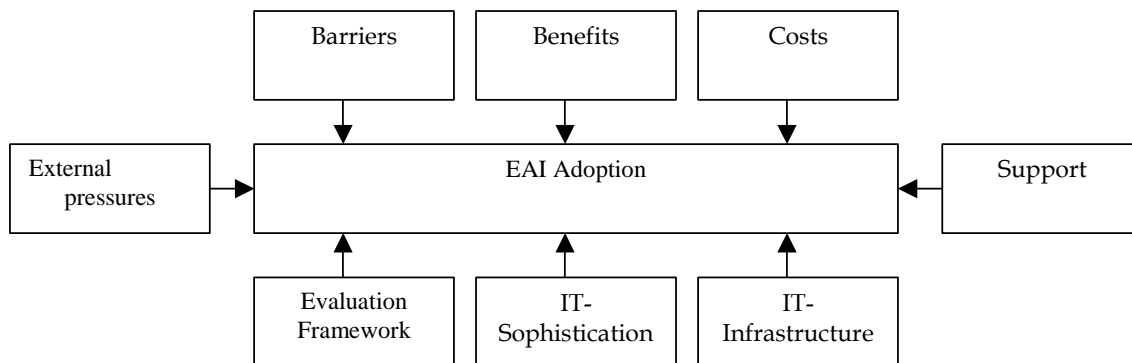 Barriers
Benefits
Costs
External
pressures
EAI Adoption
Support
Evaluation
Framework
IT-
Sophistication
IT-
Infrastructure